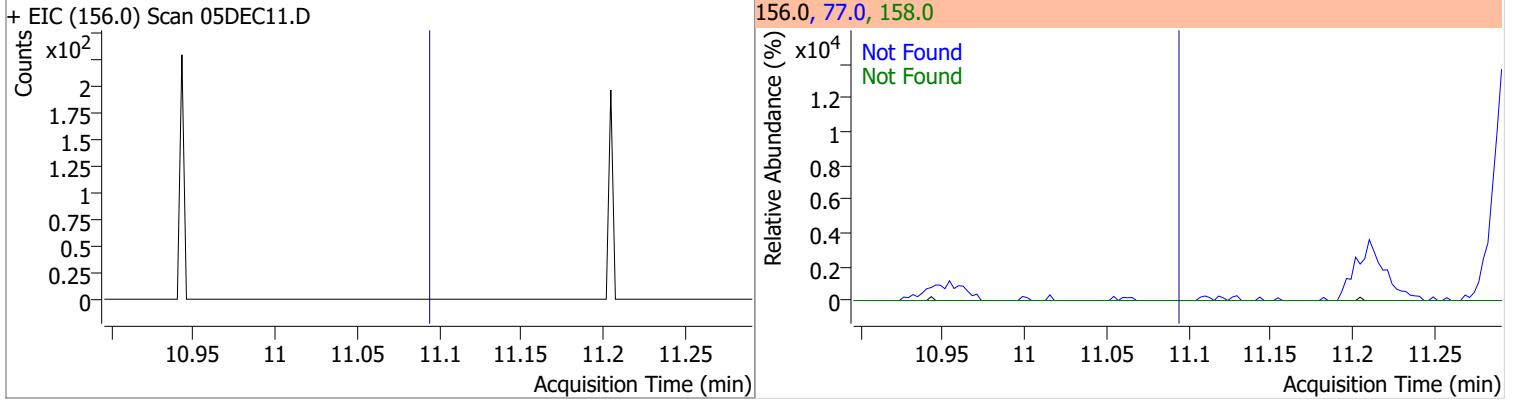 + EIC (156.0) Scan 05DEC11.D
Counts
x10²
2
1.75
1.5
1.25
1
0.75
0.5
0.25
0
10.95 11 11.05 11.1 11.15 11.2 11.25
Acquisition Time (min)
156.0, 77.0, 158.0
Relative Abundance (%)
x10⁴
Not Found
Not Found
1.2
1
0.8
0.6
0.4
0.2
0
10.95 11 11.05 11.1 11.15 11.2 11.25
Acquisition Time (min)